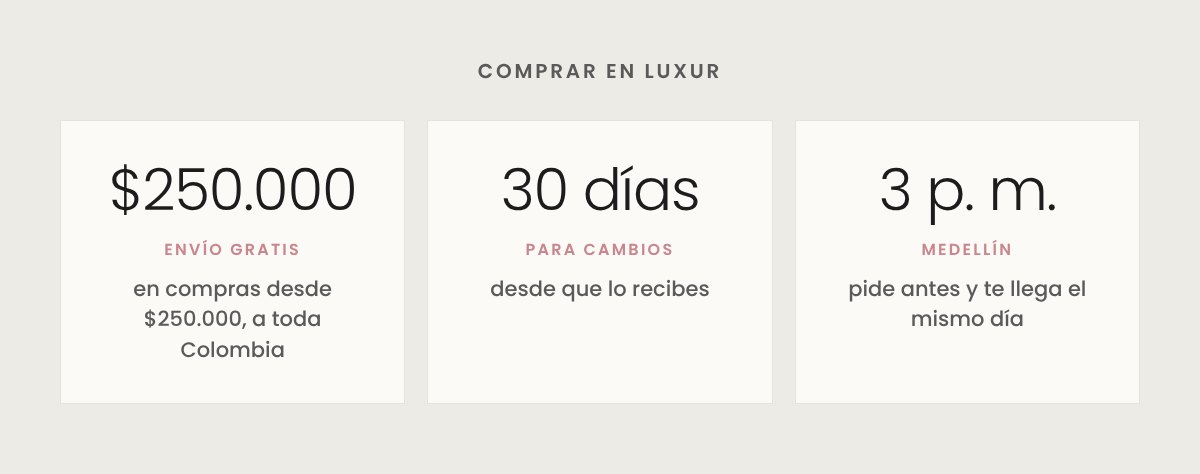 COMPRAR EN LUXUR
$250.000
ENVÍO GRATIS
en compras desde
$250.000, a toda
Colombia
30 días
PARA CAMBIOS
desde que lo recibes
3 p. m.
MEDELLÍN
pide antes y te llega el
mismo día